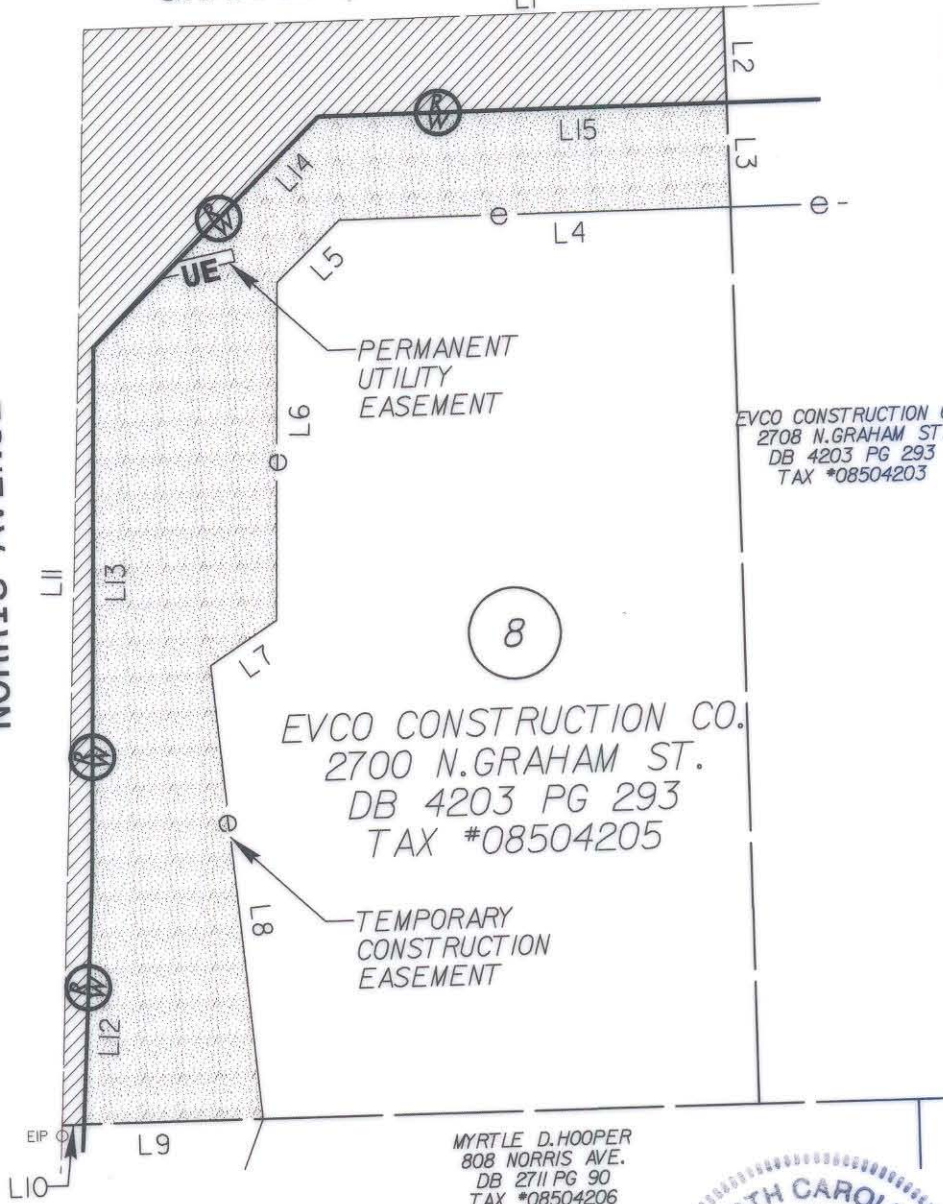 L1
L2
R/W
L15
L3
L14
R/W
e
e
L4
L5
UE
PERMANENT
UTILITY
EASEMENT
L6
e
EVCO CONSTRUCTION
2708 N.GRAHAM ST
DB 4203 PG 293
TAX #08504203
NORRIS AVENUE
L11
L13
8
L7
EVCO CONSTRUCTION CO.
2700 N.GRAHAM ST.
DB 4203 PG 293
TAX #08504205
R/W
e
L8
TEMPORARY
CONSTRUCTION
EASEMENT
R/W
L12
EIP
L9
L10
MYRTLE D.HOOPER
808 NORRIS AVE.
DB 2711 PG 90
TAX #08504206
TH CAROL